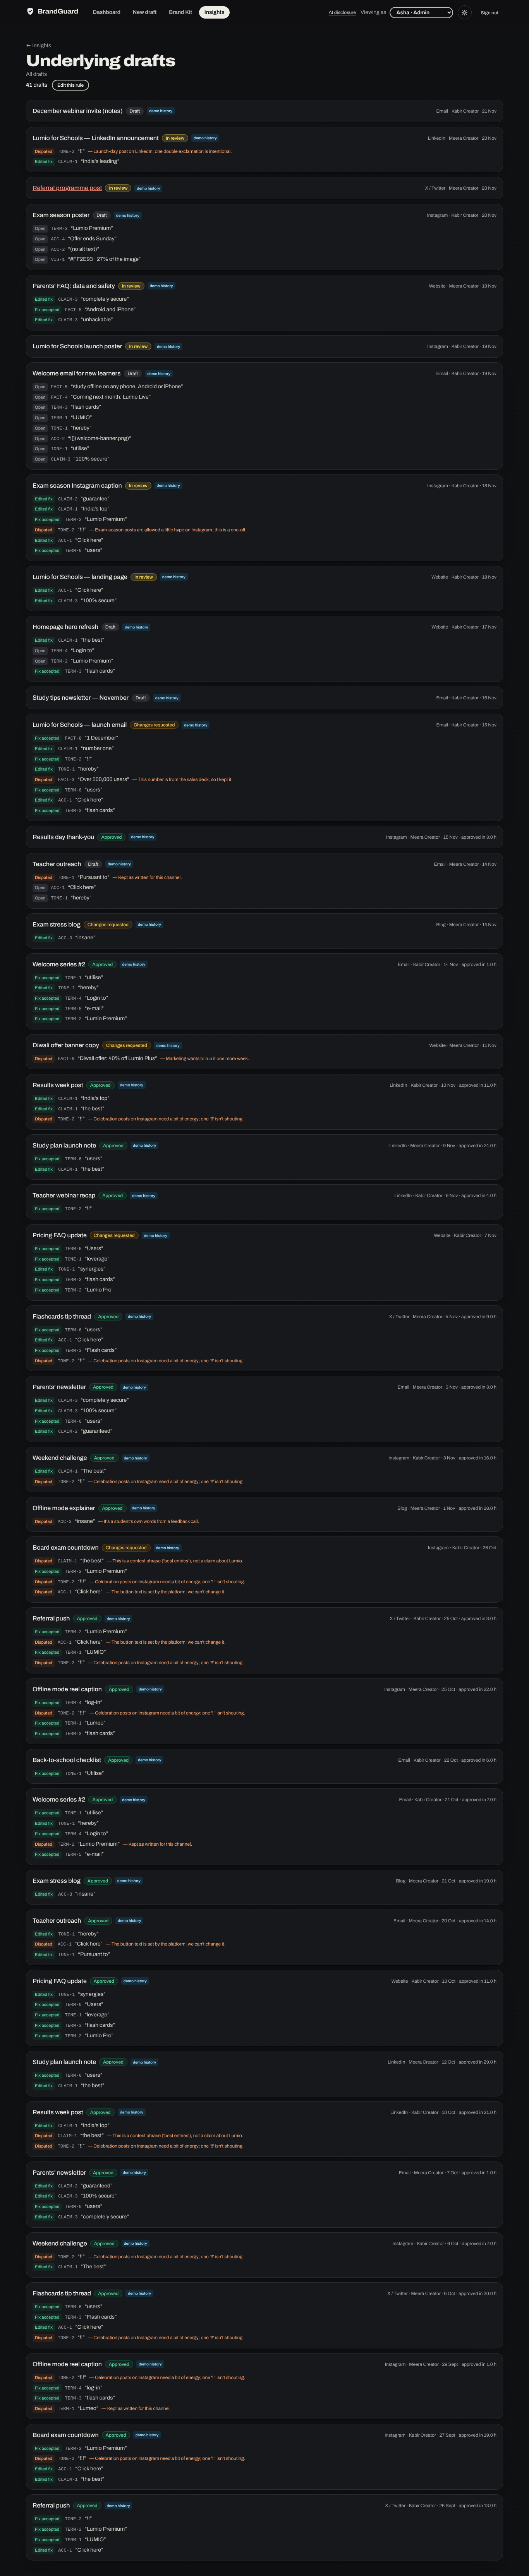 BrandGuard Dashboard New draft Brand Kit Insights AI disclosure Viewing as Asha · Admin Sign out
← Insights
Underlying drafts
All drafts
41 drafts Edit this rule
December webinar invite (notes) Draft demo history Email · Kabir Creator · 21 Nov
Lumio for Schools — LinkedIn announcement In review demo history LinkedIn · Meera Creator · 20 Nov
Disputed TONE-2 "!!" — Launch-day post on LinkedIn; one double exclamation is intentional.
Edited fix CLAIM-1 "India's leading"
Referral programme post In review demo history X / Twitter · Meera Creator · 20 Nov
Exam season poster Draft demo history Instagram · Kabir Creator · 20 Nov
Open TERM-2 "Lumio Premium"
Open ACC-4 "Offer ends Sunday"
Open ACC-2 "(no alt text)"
Open VIS-1 "#FF2E93 · 27% of the image"
Parents' FAQ: data and safety In review demo history Website · Meera Creator · 19 Nov
Edited fix CLAIM-3 "completely secure"
Fix accepted FACT-5 "Android and iPhone"
Edited fix CLAIM-3 "unhackable"
Lumio for Schools launch poster In review demo history Instagram · Kabir Creator · 19 Nov
Welcome email for new learners Draft demo history Email · Kabir Creator · 19 Nov
Open FACT-5 "study offline on any phone, Android or iPhone"
Open FACT-4 "Coming next month: Lumio Live"
Open TERM-3 "flash cards"
Open TERM-1 "LUMIO"
Open TONE-1 "hereby"
Open ACC-2 "![](welcome-banner.png)"
Open TONE-1 "utilise"
Open CLAIM-3 "100% secure"
Exam season Instagram caption In review demo history Instagram · Kabir Creator · 18 Nov
Edited fix CLAIM-2 "guarantee"
Edited fix CLAIM-1 "India's top"
Fix accepted TERM-2 "Lumio Premium"
Disputed TONE-2 "!!!" — Exam-season posts are allowed a little hype on Instagram; this is a one-off.
Edited fix ACC-1 "Click here"
Fix accepted TERM-6 "users"
Lumio for Schools — landing page In review demo history Website · Kabir Creator · 18 Nov
Edited fix ACC-1 "Click here"
Edited fix CLAIM-3 "100% secure"
Homepage hero refresh Draft demo history Website · Kabir Creator · 17 Nov
Edited fix CLAIM-1 "the best"
Open TERM-4 "Login to"
Open TERM-2 "Lumio Premium"
Fix accepted TERM-3 "flash cards"
Study tips newsletter — November Draft demo history Email · Kabir Creator · 16 Nov
Lumio for Schools — launch email Changes requested demo history Email · Kabir Creator · 15 Nov
Fix accepted FACT-6 "1 December"
Edited fix CLAIM-1 "number one"
Fix accepted TONE-2 "!!"
Edited fix TONE-1 "hereby"
Disputed FACT-3 "Over 500,000 users" — This number is from the sales deck, so I kept it.
Fix accepted TERM-6 "users"
Edited fix ACC-1 "Click here"
Fix accepted TERM-3 "flash cards"
Results day thank-you Approved demo history Instagram · Meera Creator · 15 Nov · approved in 3.0 h
Teacher outreach Draft demo history Email · Meera Creator · 14 Nov
Disputed TONE-1 "Pursuant to" — Kept as written for this channel.
Open ACC-1 "Click here"
Open TONE-1 "hereby"
Exam stress blog Changes requested demo history Blog · Meera Creator · 14 Nov
Edited fix ACC-3 "insane"
Welcome series #2 Approved demo history Email · Kabir Creator · 14 Nov · approved in 1.0 h
Fix accepted TONE-1 "utilise"
Edited fix TONE-1 "hereby"
Fix accepted TERM-4 "Login to"
Fix accepted TERM-5 "e-mail"
Fix accepted TERM-2 "Lumio Premium"
Diwali offer banner copy Changes requested demo history Website · Meera Creator · 11 Nov
Disputed FACT-6 "Diwali offer: 40% off Lumio Plus" — Marketing wants to run it one more week.
Results week post Approved demo history LinkedIn · Meera Creator · 10 Nov · approved in 11.0 h
Edited fix CLAIM-1 "India's top"
Edited fix CLAIM-1 "the best"
Disputed TONE-2 "!!" — Celebration posts on Instagram need a bit of energy; one '!!' isn't shouting.
Study plan launch note Approved demo history LinkedIn · Meera Creator · 9 Nov · approved in 24.0 h
Fix accepted TERM-6 "users"
Edited fix CLAIM-1 "the best"
Teacher webinar recap Approved demo history LinkedIn · Kabir Creator · 9 Nov · approved in 4.0 h
Fix accepted TONE-2 "!!"
Pricing FAQ update Changes requested demo history Website · Kabir Creator · 7 Nov
Fix accepted TERM-6 "Users"
Fix accepted TONE-1 "leverage"
Edited fix TONE-1 "synergies"
Fix accepted TERM-3 "flash cards"
Fix accepted TERM-2 "Lumio Pro"
Flashcards tip thread Approved demo history X / Twitter · Meera Creator · 4 Nov · approved in 9.0 h
Fix accepted TERM-6 "users"
Edited fix ACC-1 "Click here"
Fix accepted TERM-3 "Flash cards"
Disputed TONE-2 "!!" — Celebration posts on Instagram need a bit of energy; one '!!' isn't shouting.
Parents' newsletter Approved demo history Email · Meera Creator · 3 Nov · approved in 3.0 h
Edited fix CLAIM-3 "completely secure"
Edited fix CLAIM-3 "100% secure"
Fix accepted TERM-6 "users"
Edited fix CLAIM-2 "guaranteed"
Weekend challenge Approved demo history Instagram · Kabir Creator · 3 Nov · approved in 18.0 h
Edited fix CLAIM-1 "The best"
Disputed TONE-2 "!!" — Celebration posts on Instagram need a bit of energy; one '!!' isn't shouting.
Offline mode explainer Approved demo history Blog · Meera Creator · 1 Nov · approved in 28.0 h
Disputed ACC-3 "insane" — It's a student's own words from a feedback call.
Board exam countdown Changes requested demo history Instagram · Kabir Creator · 26 Oct
Disputed CLAIM-1 "the best" — This is a contest phrase ('best entries'), not a claim about Lumio.
Fix accepted TERM-2 "Lumio Premium"
Disputed TONE-2 "!!!" — Celebration posts on Instagram need a bit of energy; one '!!' isn't shouting.
Disputed ACC-1 "Click here" — The button text is set by the platform; we can't change it.
Referral push Approved demo history X / Twitter · Kabir Creator · 25 Oct · approved in 3.0 h
Fix accepted TERM-2 "Lumio Premium"
Disputed ACC-1 "Click here" — The button text is set by the platform; we can't change it.
Fix accepted TERM-1 "LUMIO"
Disputed TONE-2 "!!" — Celebration posts on Instagram need a bit of energy; one '!!' isn't shouting.
Offline mode reel caption Approved demo history Instagram · Meera Creator · 25 Oct · approved in 22.0 h
Fix accepted TERM-4 "log-in"
Disputed TONE-2 "!!!" — Celebration posts on Instagram need a bit of energy; one '!!' isn't shouting.
Fix accepted TERM-1 "Lumeo"
Fix accepted TERM-3 "flash cards"
Back-to-school checklist Approved demo history Email · Meera Creator · 22 Oct · approved in 6.0 h
Fix accepted TONE-1 "Utilise"
Welcome series #2 Approved demo history Email · Kabir Creator · 21 Oct · approved in 7.0 h
Fix accepted TONE-1 "utilise"
Edited fix TONE-1 "hereby"
Fix accepted TERM-4 "Login to"
Disputed TERM-2 "Lumio Premium" — Kept as written for this channel.
Fix accepted TERM-5 "e-mail"
Exam stress blog Approved demo history Blog · Meera Creator · 21 Oct · approved in 19.0 h
Edited fix ACC-3 "insane"
Teacher outreach Approved demo history Email · Meera Creator · 20 Oct · approved in 14.0 h
Edited fix TONE-1 "hereby"
Disputed ACC-1 "Click here" — The button text is set by the platform; we can't change it.
Edited fix TONE-1 "Pursuant to"
Pricing FAQ update Approved demo history Website · Kabir Creator · 13 Oct · approved in 11.0 h
Edited fix TONE-1 "synergies"
Fix accepted TERM-6 "Users"
Fix accepted TONE-1 "leverage"
Fix accepted TERM-3 "flash cards"
Fix accepted TERM-2 "Lumio Pro"
Study plan launch note Approved demo history LinkedIn · Meera Creator · 12 Oct · approved in 29.0 h
Fix accepted TERM-6 "users"
Edited fix CLAIM-1 "the best"
Results week post Approved demo history LinkedIn · Meera Creator · 10 Oct · approved in 21.0 h
Edited fix CLAIM-1 "India's top"
Disputed CLAIM-1 "the best" — This is a contest phrase ('best entries'), not a claim about Lumio.
Disputed TONE-2 "!!" — Celebration posts on Instagram need a bit of energy; one '!!' isn't shouting.
Parents' newsletter Approved demo history Email · Meera Creator · 7 Oct · approved in 1.0 h
Edited fix CLAIM-2 "guaranteed"
Edited fix CLAIM-3 "100% secure"
Fix accepted TERM-6 "users"
Edited fix CLAIM-3 "completely secure"
Weekend challenge Approved demo history Instagram · Kabir Creator · 6 Oct · approved in 7.0 h
Disputed TONE-2 "!!" — Celebration posts on Instagram need a bit of energy; one '!!' isn't shouting.
Edited fix CLAIM-1 "The best"
Flashcards tip thread Approved demo history X / Twitter · Meera Creator · 6 Oct · approved in 20.0 h
Fix accepted TERM-6 "users"
Fix accepted TERM-3 "Flash cards"
Edited fix ACC-1 "Click here"
Disputed TONE-2 "!!" — Celebration posts on Instagram need a bit of energy; one '!!' isn't shouting.
Offline mode reel caption Approved demo history Instagram · Meera Creator · 28 Sept · approved in 1.0 h
Disputed TONE-2 "!!!" — Celebration posts on Instagram need a bit of energy; one '!!' isn't shouting.
Fix accepted TERM-4 "log-in"
Fix accepted TERM-3 "flash cards"
Disputed TERM-1 "Lumeo" — Kept as written for this channel.
Board exam countdown Approved demo history Instagram · Kabir Creator · 27 Sept · approved in 19.0 h
Fix accepted TERM-2 "Lumio Premium"
Disputed TONE-2 "!!!" — Celebration posts on Instagram need a bit of energy; one '!!' isn't shouting.
Edited fix ACC-1 "Click here"
Edited fix CLAIM-1 "the best"
Referral push Approved demo history X / Twitter · Kabir Creator · 26 Sept · approved in 13.0 h
Fix accepted TONE-2 "!!"
Fix accepted TERM-2 "Lumio Premium"
Fix accepted TERM-1 "LUMIO"
Edited fix ACC-1 "Click here"